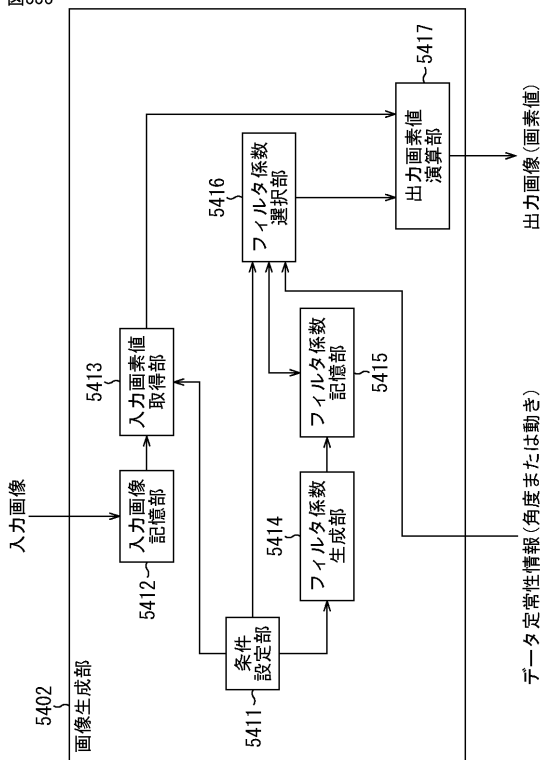 入力画像
5402
画像生成部
5412
入力画像
記憶部
5413
入力画素値
取得部
5411
条件
設定部
5414
フィルタ係数
生成部
5415
フィルタ係数
記憶部
5416
フィルタ係数
選択部
5417
出力画素値
演算部
データ定常性情報(角度または動き)
出力画像(画素値)